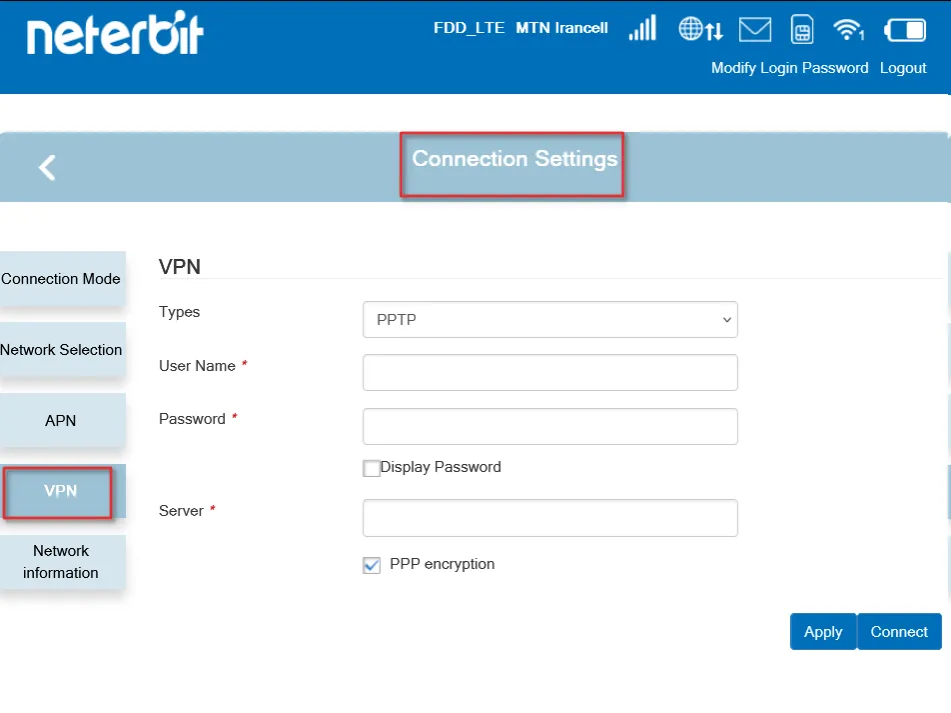 neterbit
FDD_LTE MTN Irancell
1
Modify Login Password Logout
Connection Settings
Connection Mode
Network Selection
APN
VPN
Network
information
VPN
Types
PPTP
User Name *
Password *
Display Password
Server *
PPP encryption
Apply
Connect